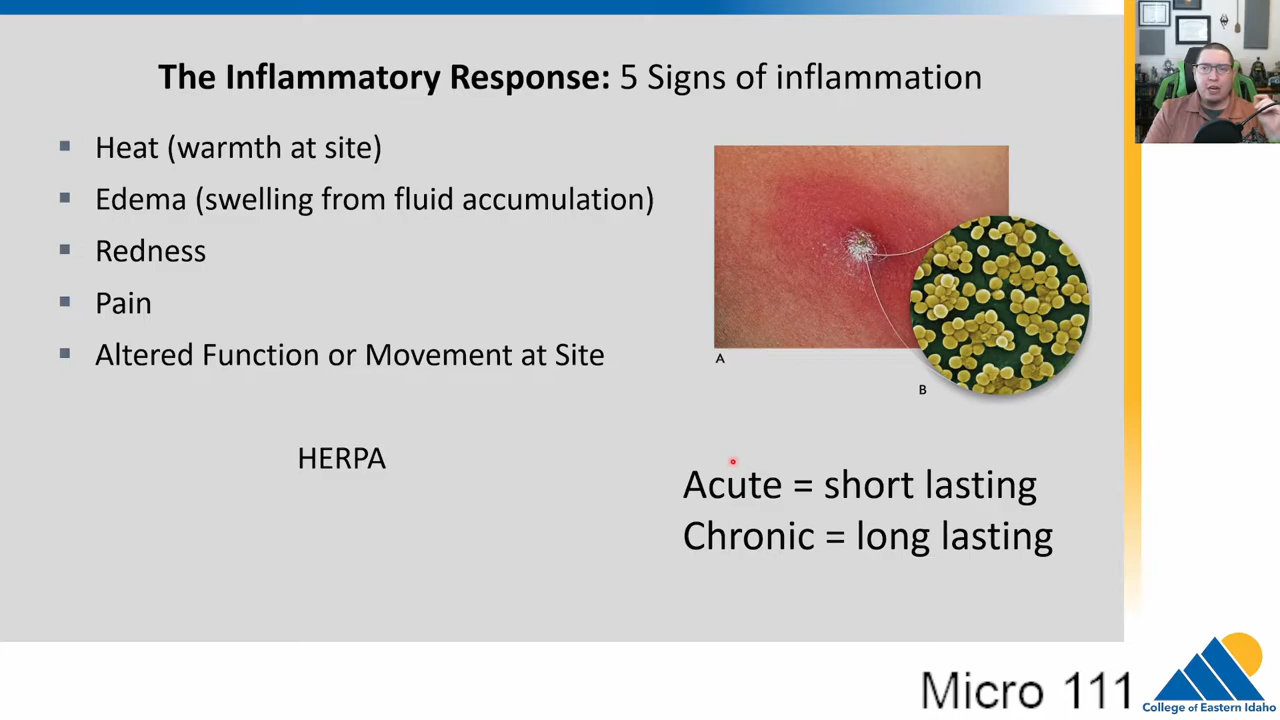 The Inflammatory Response: 5 Signs of inflammation
Heat (warmth at site)
Edema (swelling from fluid accumulation)
Redness
Pain
Altered Function or Movement at Site
HERPA
A
B
Acute = short lasting
Chronic = long lasting
Micro 111
College of Eastern Idaho